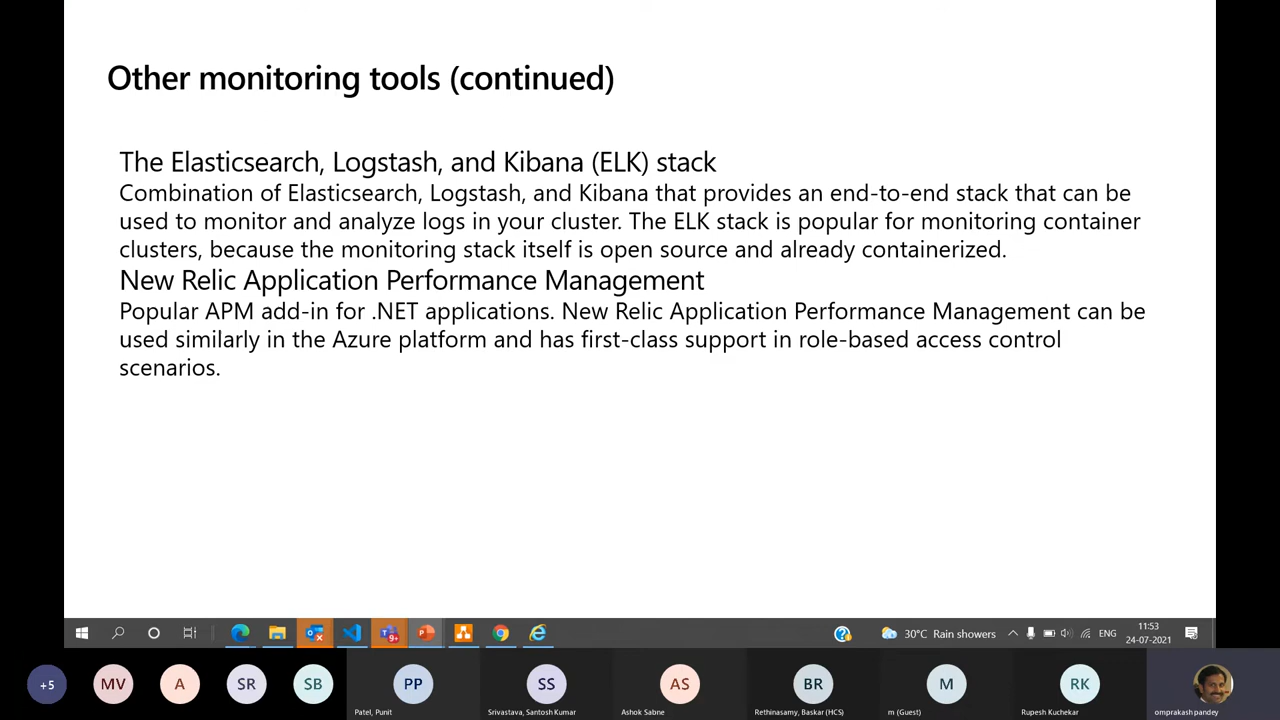 Other monitoring tools (continued)
The Elasticsearch, Logstash, and Kibana (ELK) stack
Combination of Elasticsearch, Logstash, and Kibana that provides an end-to-end stack that can be
used to monitor and analyze logs in your cluster. The ELK stack is popular for monitoring container
clusters, because the monitoring stack itself is open source and already containerized.
New Relic Application Performance Management
Popular APM add-in for .NET applications. New Relic Application Performance Management can be
used similarly in the Azure platform and has first-class support in role-based access control
scenarios.
9+
30°C Rain showers
ENG
11:53
24-07-2021
+5
MV
A
SR
SB
PP
SS
AS
BR
M
RK
Patel, Punit
Srivastava, Santosh Kumar
Ashok Sabne
Rethinasamy, Baskar (HCS)
m (Guest)
Rupesh Kuchekar
omprakash pandey